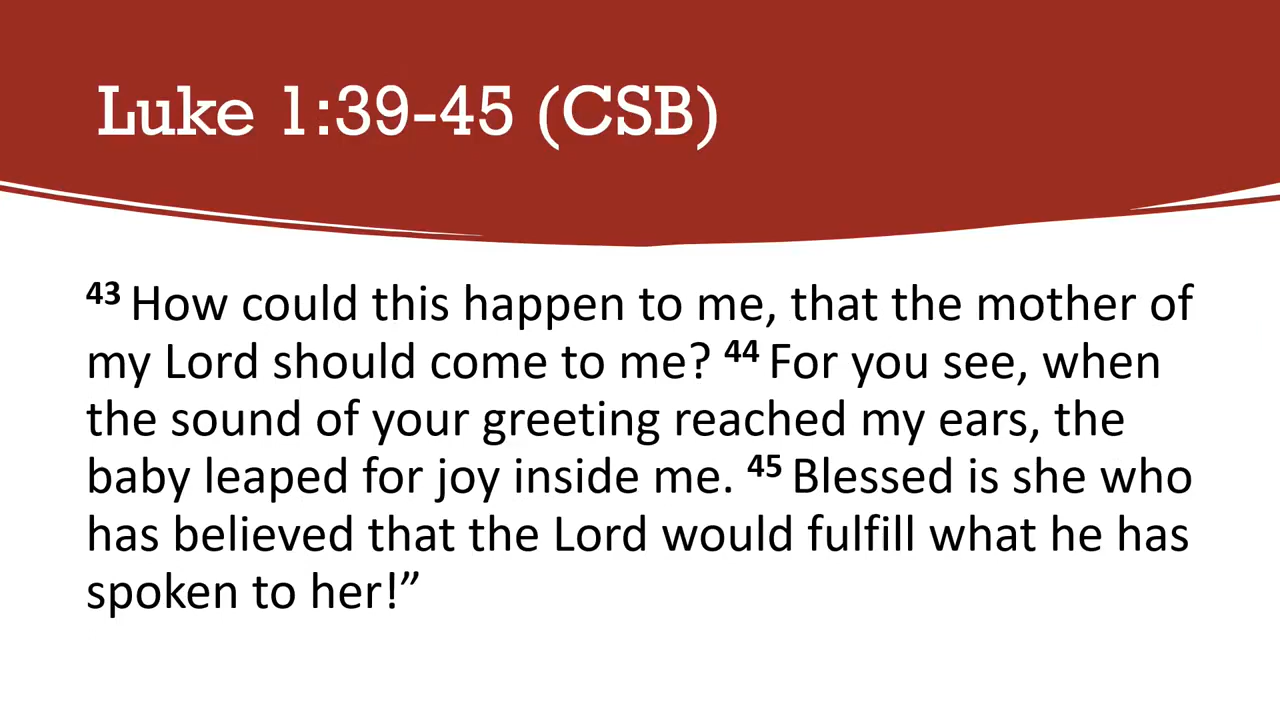 Luke 1:39-45 (CSB)
43 How could this happen to me, that the mother of
my Lord should come to me? 44 For you see, when
the sound of your greeting reached my ears, the
baby leaped for joy inside me. 45 Blessed is she who
has believed that the Lord would fulfill what he has
spoken to her!”